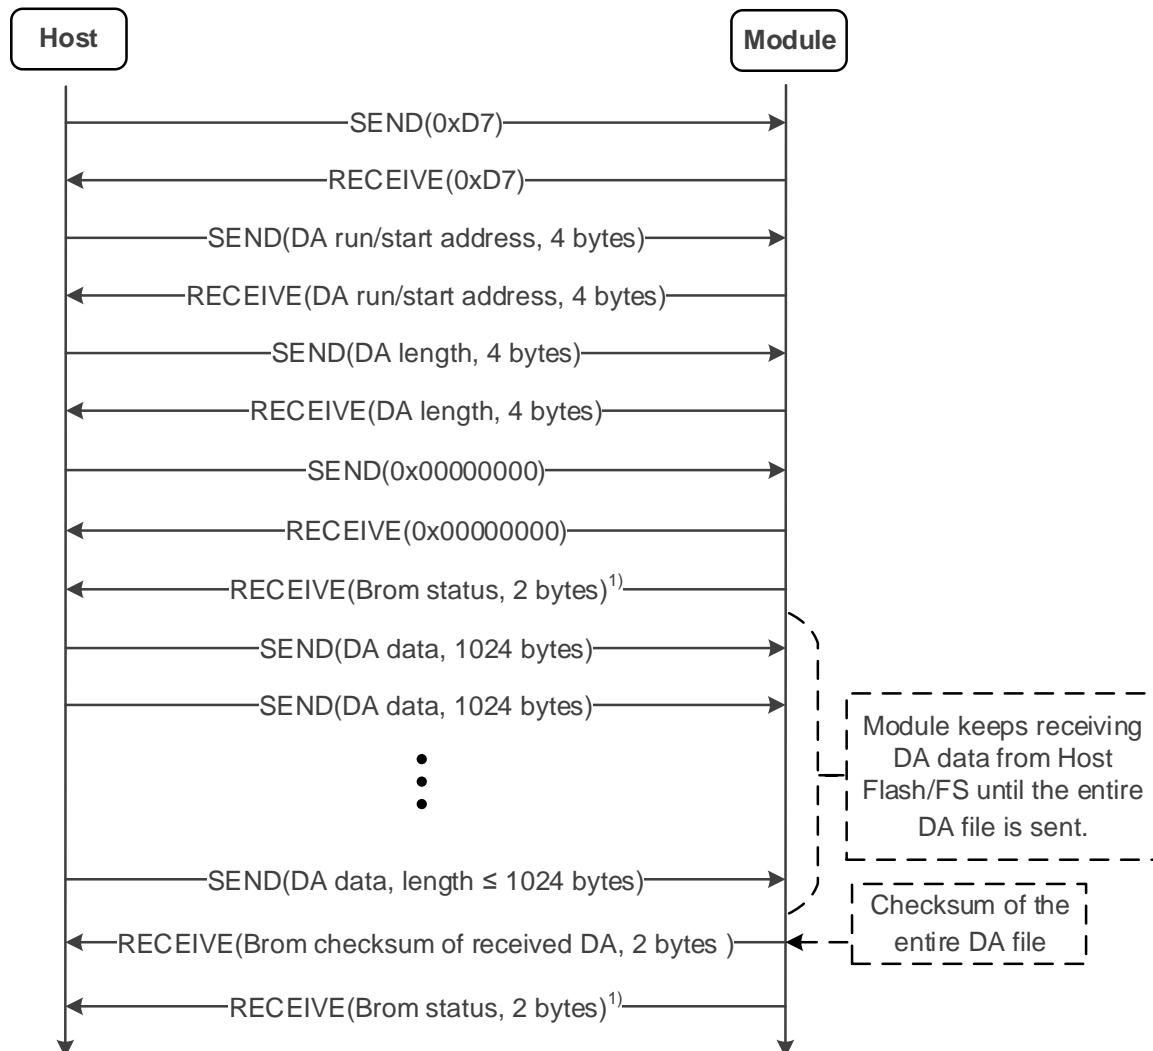 Host
Module
SEND(0xD7)
RECEIVE(0xD7)
SEND(DA run/start address, 4 bytes)
RECEIVE(DA run/start address, 4 bytes)
SEND(DA length, 4 bytes)
RECEIVE(DA length, 4 bytes)
SEND(0x00000000)
RECEIVE(0x00000000)
RECEIVE(Brom status, 2 bytes)1)
SEND(DA data, 1024 bytes)
SEND(DA data, 1024 bytes)
Module keeps receiving
DA data from Host
Flash/FS until the entire
DA file is sent.
SEND(DA data, length ≤ 1024 bytes)
Checksum of the
entire DA file
RECEIVE(Brom checksum of received DA, 2 bytes )
RECEIVE(Brom status, 2 bytes)1)